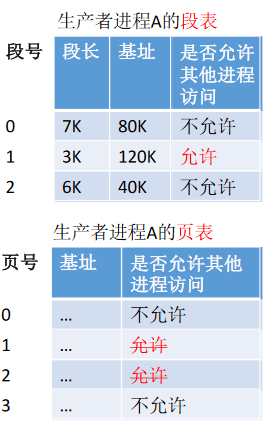 生产者进程A的段表
段号 段长 基址 是否允许
其他进程
访问
0 7K 80K 不允许
1 3K 120K 允许
2 6K 40K 不允许
生产者进程A的页表
页号 基址 是否允许其他
进程访问
0 ... 不允许
1 ... 允许
2 ... 允许
3 ... 不允许